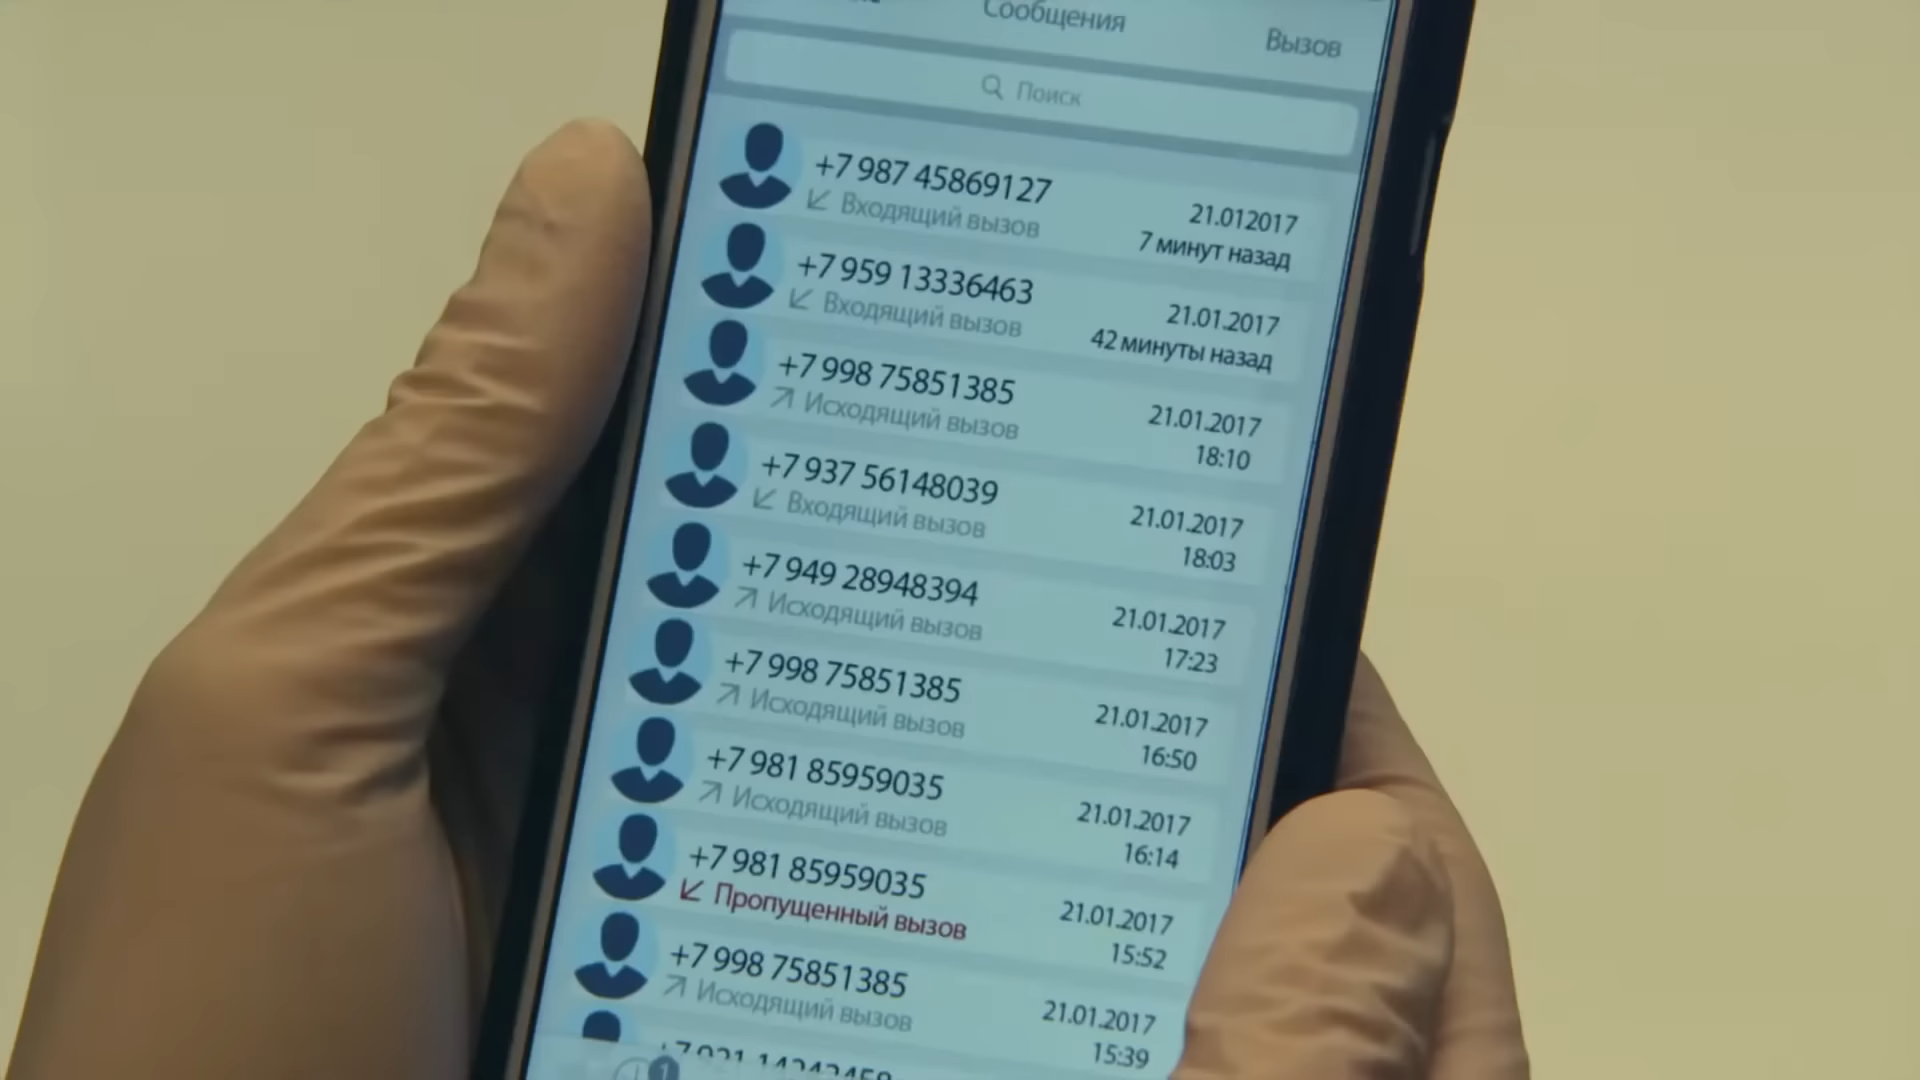 Сообщения
Вызов
Поиск
+7 987 45869127
Входящий вызов
21.012017
7 минут назад
+7 959 13336463
Входящий вызов
21.01.2017
42 минуты назад
+7 998 75851385
Исходящий вызов
21.01.2017
18:10
+7 937 56148039
Входящий вызов
21.01.2017
18:03
+7 949 28948394
Исходящий вызов
21.01.2017
17:23
+7 998 75851385
Исходящий вызов
21.01.2017
16:50
+7 981 85959035
Исходящий вызов
21.01.2017
16:14
+7 981 85959035
Пропущенный вызов
21.01.2017
15:52
+7 998 75851385
Исходящий вызов
21.01.2017
15:39
1